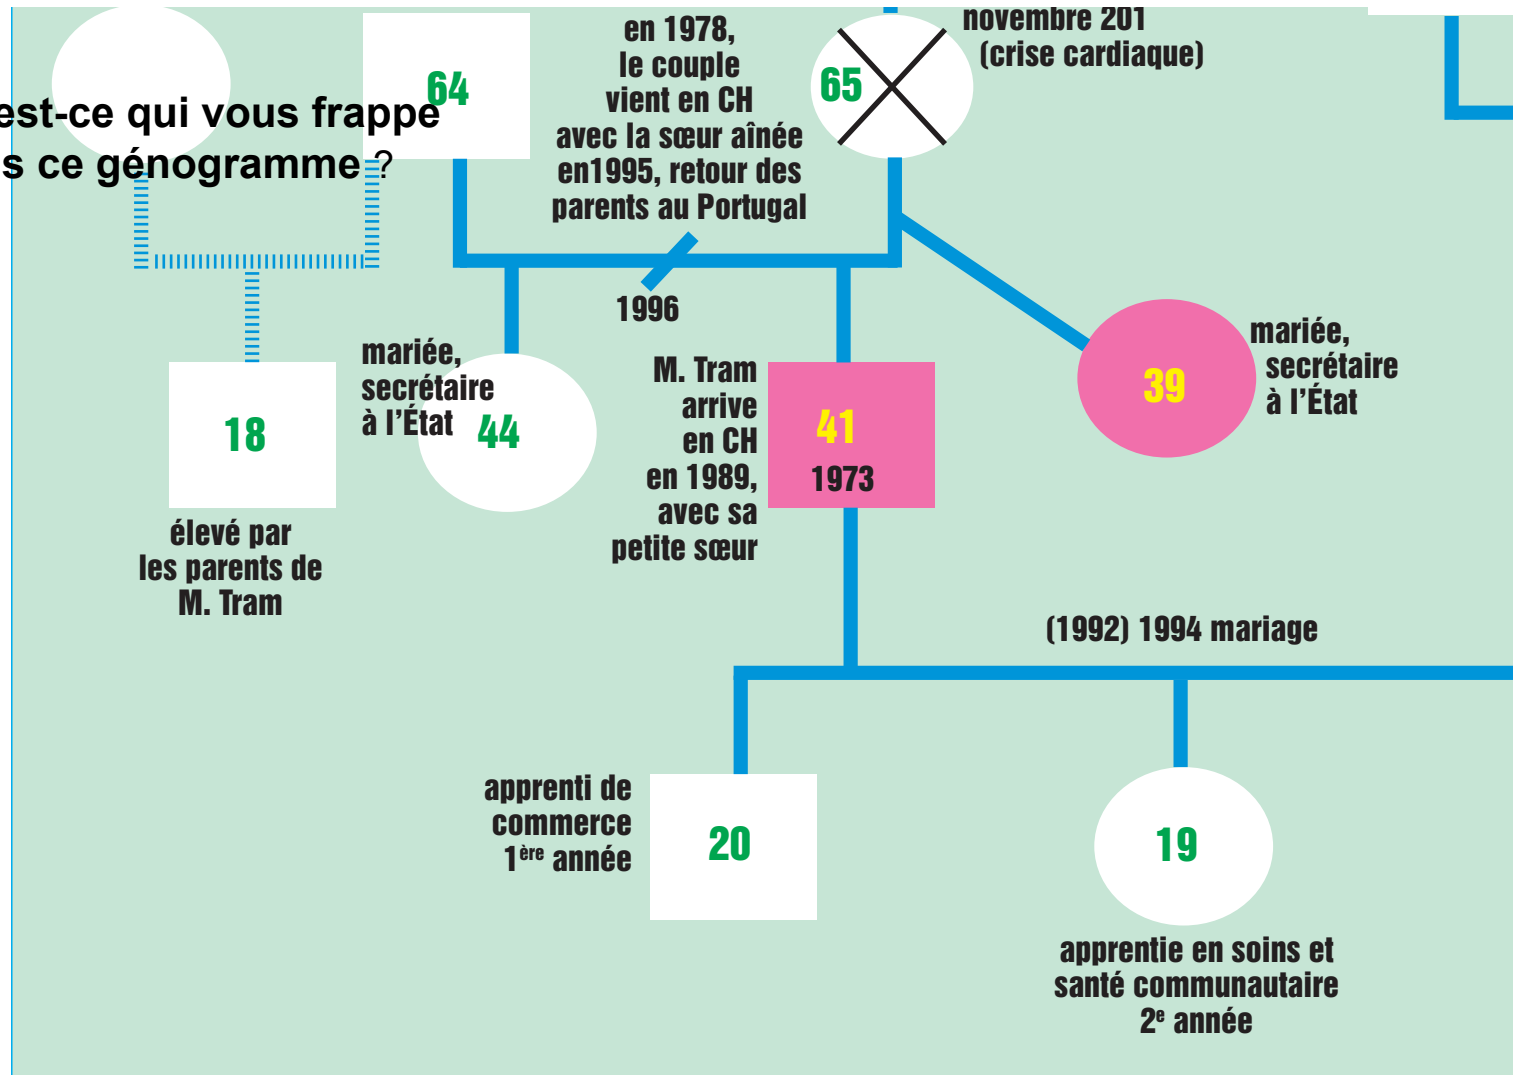 en 1978,
le couple
vient en CH
avec la sœur aînée
en1995, retour des
parents au Portugal
novembre 201
(crise cardiaque)
64
65
est-ce qui vous frappe
s ce génogramme ?
1996
mariée,
secrétaire
à l'État
44
18
élevé par
les parents de
M. Tram
M. Tram
arrive
en CH
en 1989,
avec sa
petite sœur
41
1973
39
mariée,
secrétaire
à l'État
(1992) 1994 mariage
apprenti de
commerce
1ère année
20
19
apprentie en soins et
santé communautaire
2e année